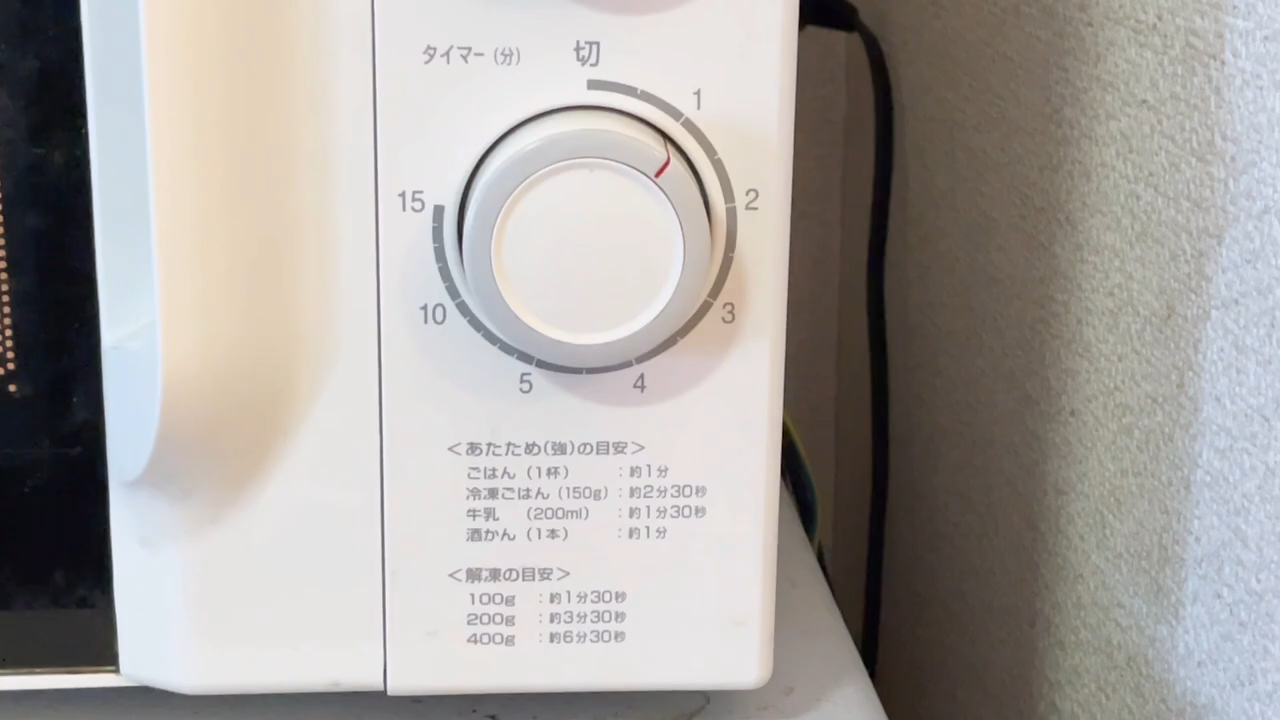 タイマー（分） 切
1
2
3
4
5
10
15
＜あたため（強）の目安＞
ごはん（1杯） ：約1分
冷凍ごはん（150g）：約2分30秒
牛乳 （200ml） ：約1分30秒
酒かん（1本） ：約1分
＜解凍の目安＞
100g ：約1分30秒
200g ：約3分30秒
400g ：約6分30秒